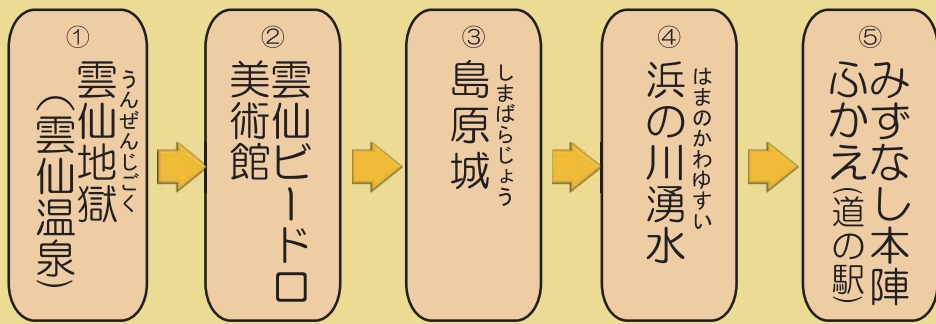 ①
うんぜんじごく
雲仙地獄
（雲仙温泉）
②
雲仙ビードロ
美術館
③
しまばらじょう
島原城
④
はまのかわゆすい
浜の川湧水
⑤
みずなし本陣
ふかえ（道の駅）